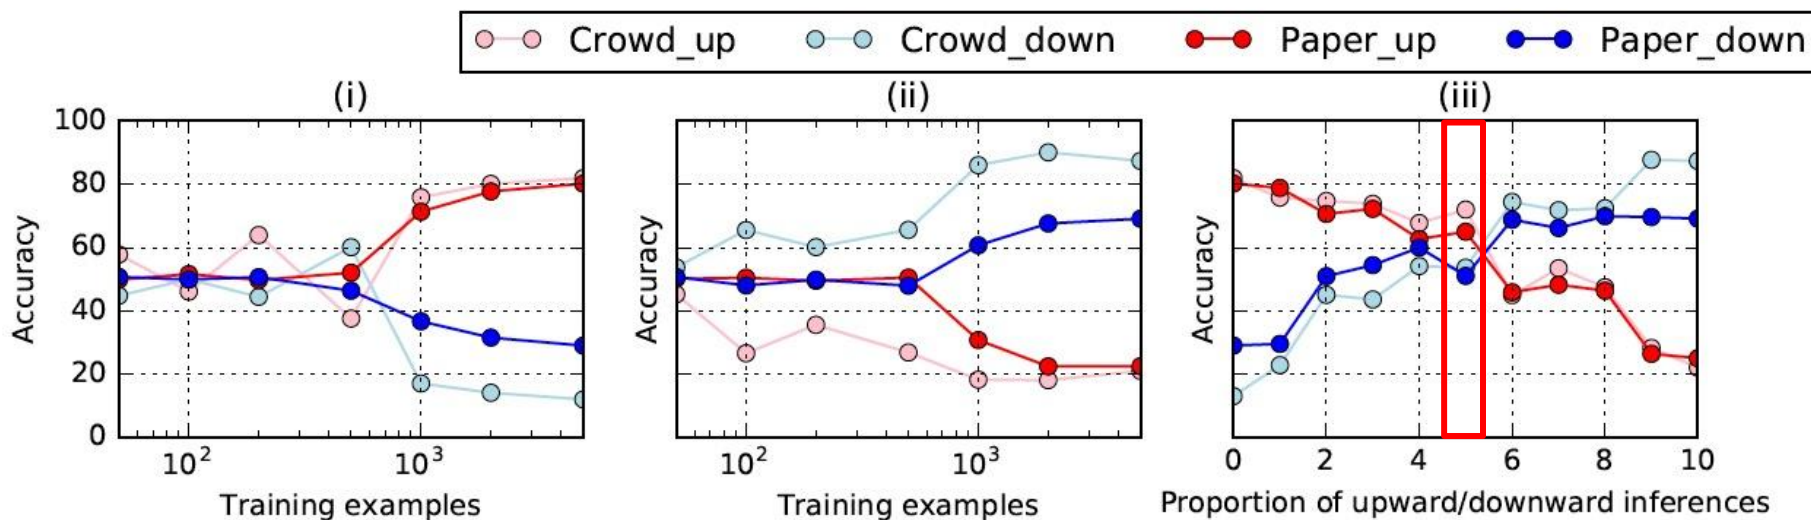 Crowd_up Crowd_down Paper_up Paper_down
(i) (ii) (iii)
100
80
60
40
20
0
Accuracy
Accuracy
Accuracy
10² 10³
10² 10³
0 2 4 6 8 10
Training examples
Training examples
Proportion of upward/downward inferences